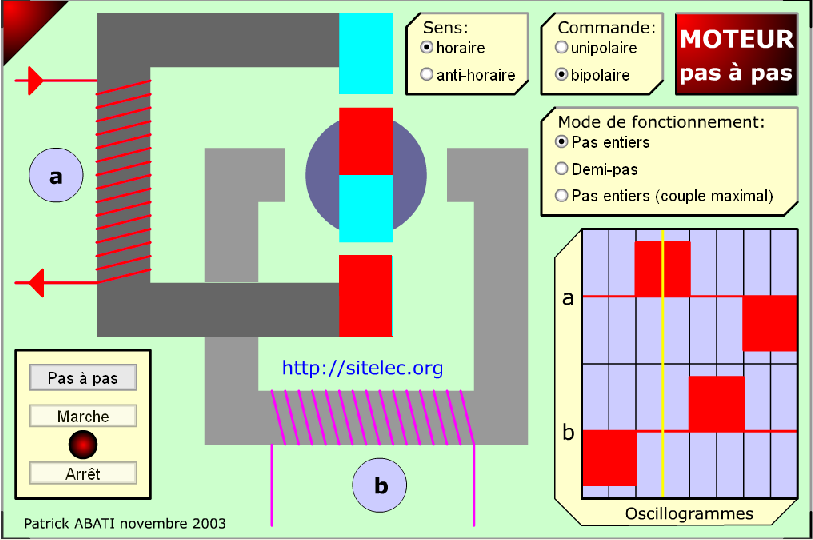 Sens:
horaire
anti-horaire
Commande:
unipolaire
bipolaire
MOTEUR
pas à pas
Mode de fonctionnement:
Pas entiers
Demi-pas
Pas entiers (couple maximal)
a
a
b
Oscillogrammes
http://sitelec.org
b
Pas à pas
Marche
Arrêt
Patrick ABATI novembre 2003